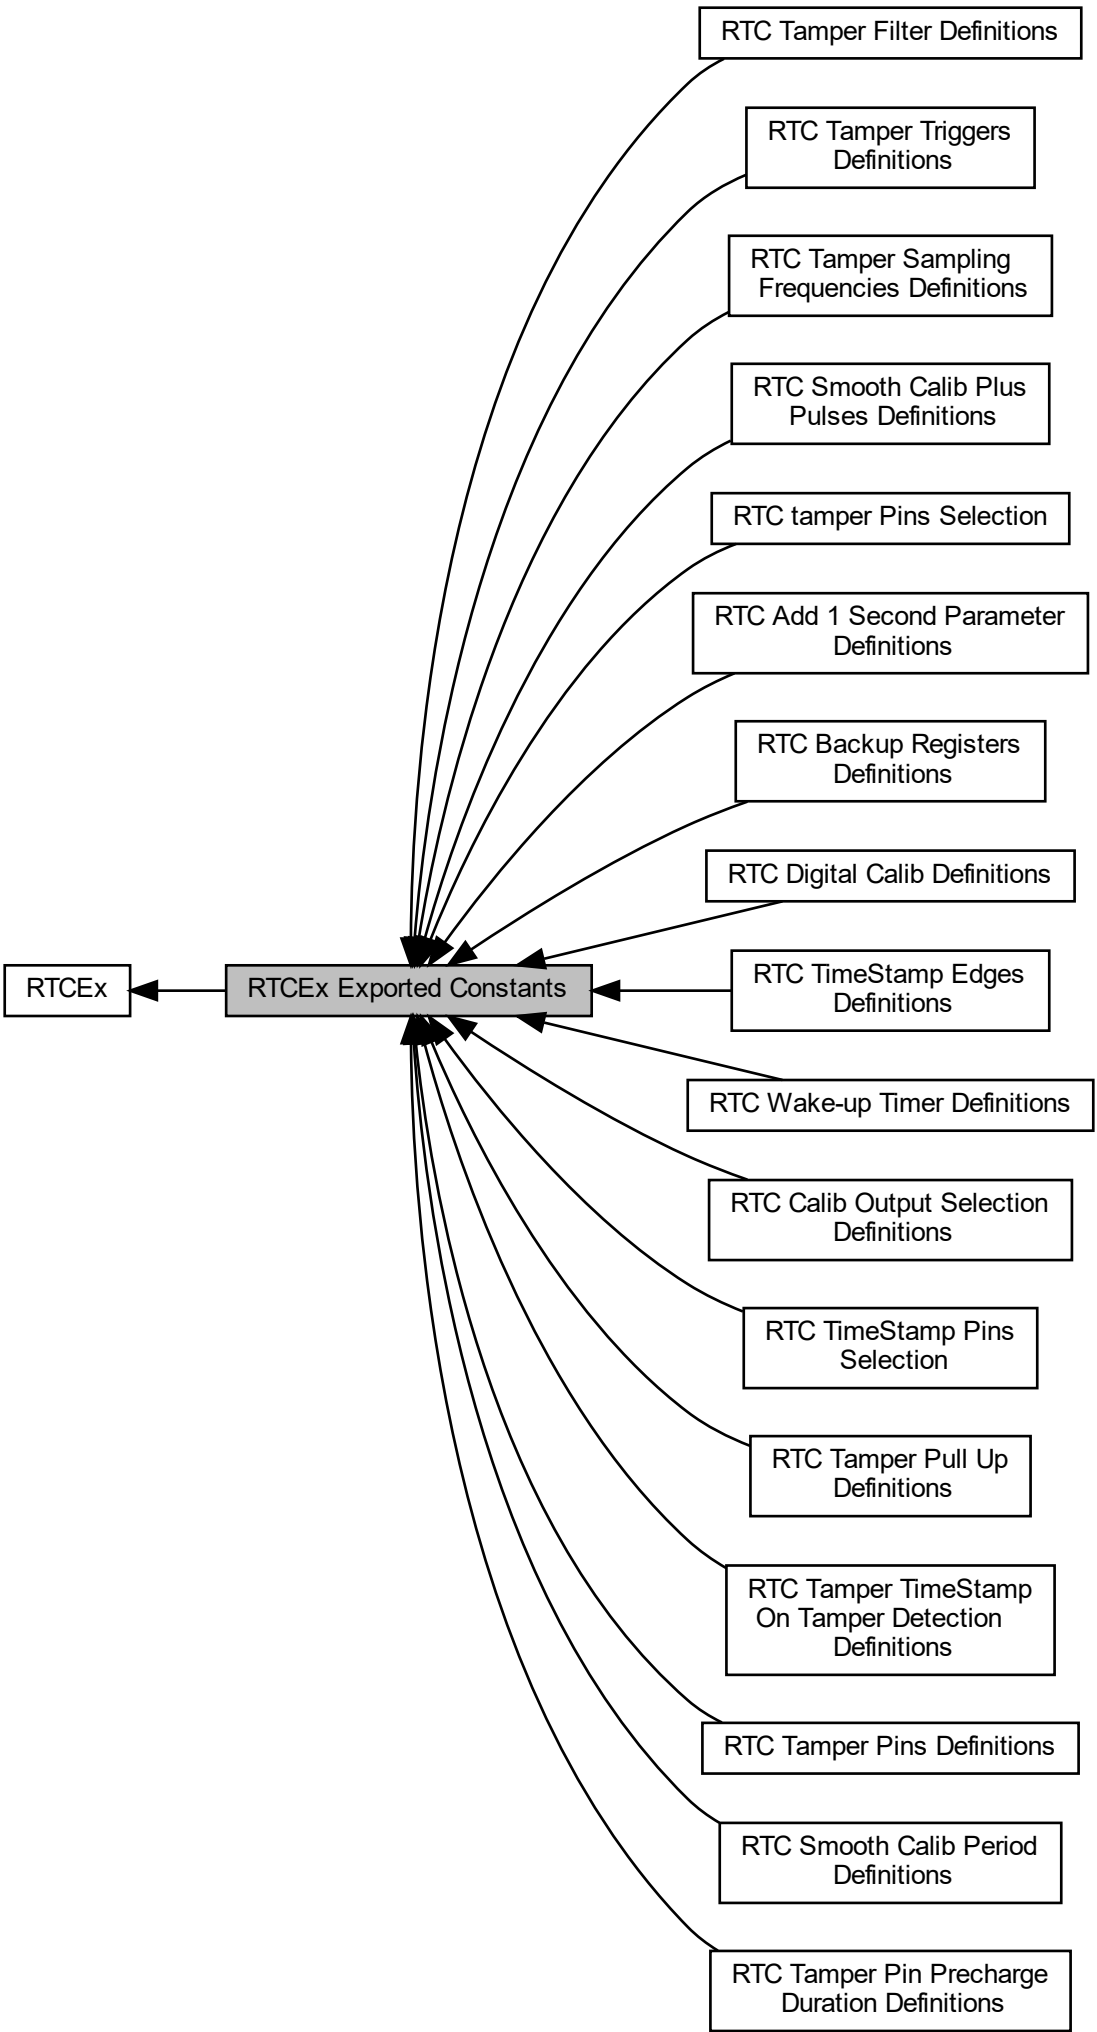 RTC Tamper Filter Definitions
RTC Tamper Triggers
Definitions
RTC Tamper Sampling
Frequencies Definitions
RTC Smooth Calib Plus
Pulses Definitions
RTC tamper Pins Selection
RTC Add 1 Second Parameter
Definitions
RTC Backup Registers
Definitions
RTC Digital Calib Definitions
RTCEx
RTCEx Exported Constants
RTC TimeStamp Edges
Definitions
RTC Wake-up Timer Definitions
RTC Calib Output Selection
Definitions
RTC TimeStamp Pins
Selection
RTC Tamper Pull Up
Definitions
RTC Tamper TimeStamp
On Tamper Detection
Definitions
RTC Tamper Pins Definitions
RTC Smooth Calib Period
Definitions
RTC Tamper Pin Precharge
Duration Definitions